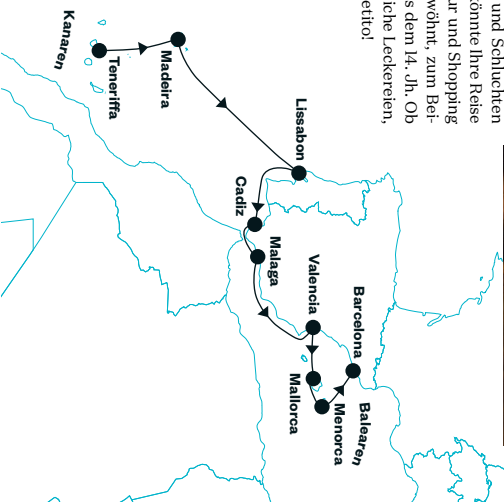 und Schluchten
könnte Ihre Reise
ur und Shopping
wöhnt, zum Bei-
s dem 14. Jh. Ob
iche Leckereien,
etito!
Kanaren
Teneriffa
Madeira
Lissabon
Cadiz
Malaga
Valencia
Barcelona
Mallorca
Menorca
Balearen